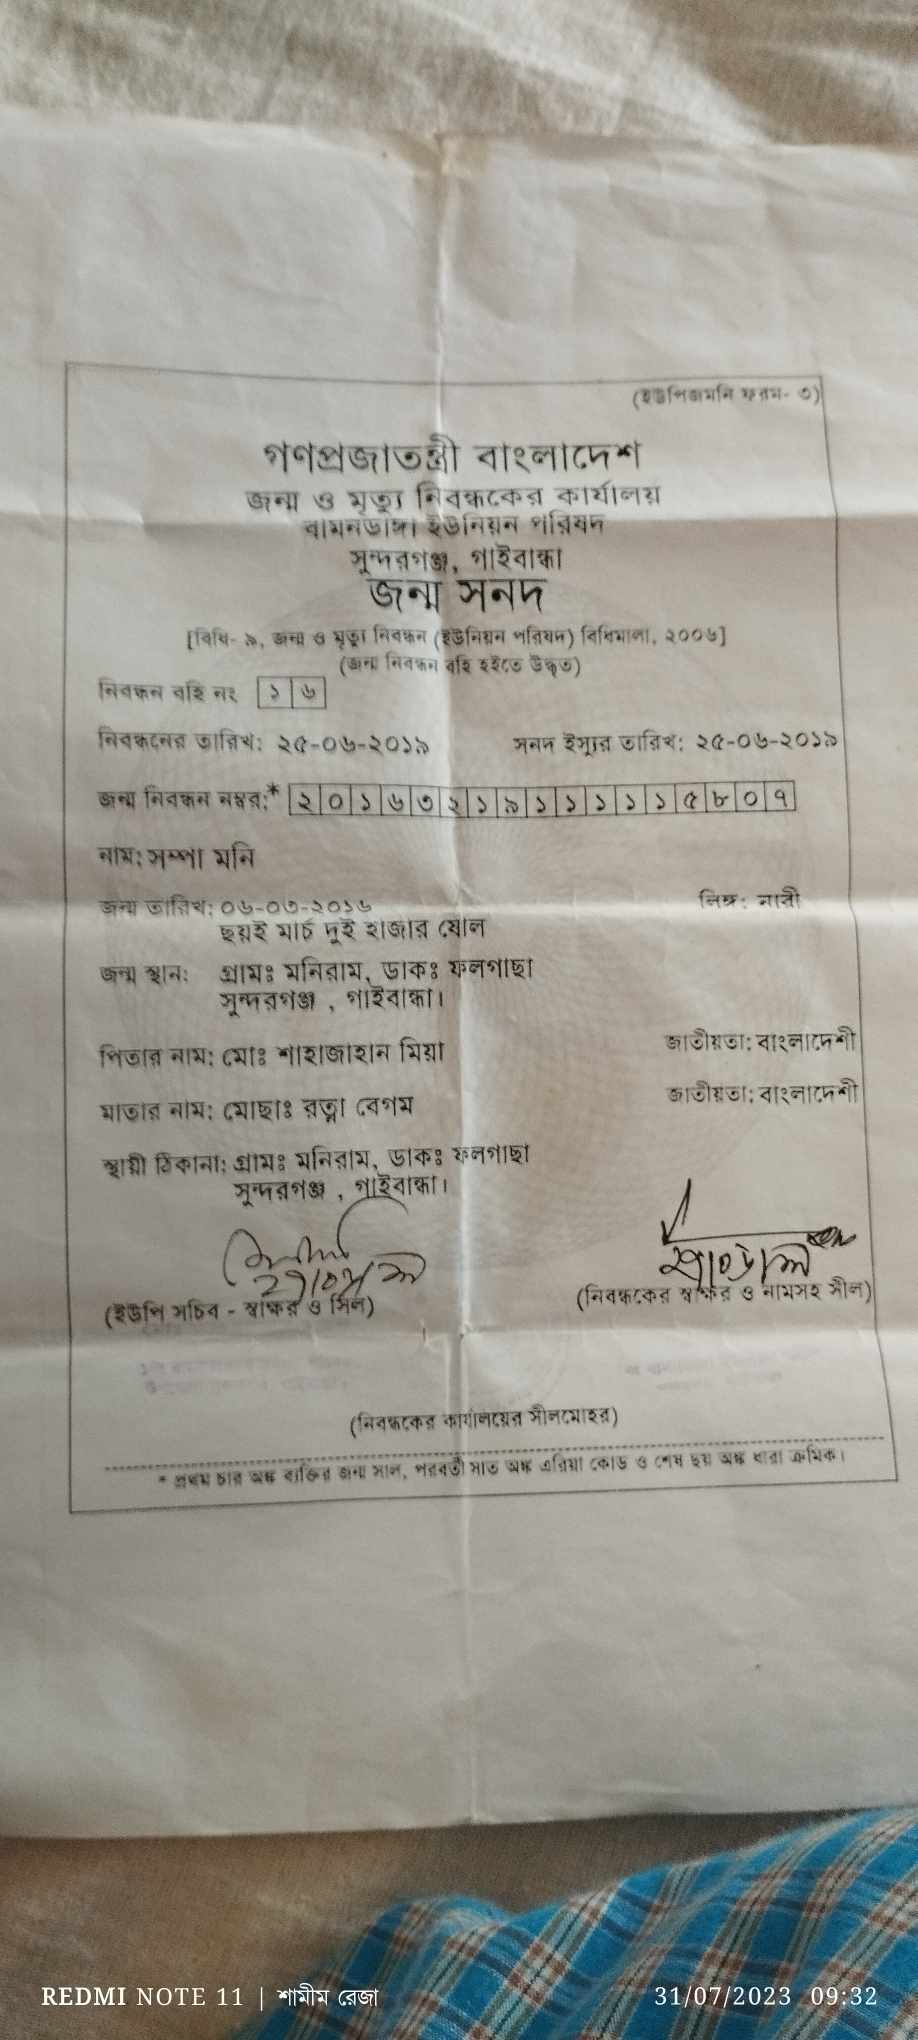 (ইউপিজমনি ফরম- ৩)
গণপ্রজাতন্ত্রী বাংলাদেশ
জন্ম ও মৃত্যু নিবন্ধকের কার্যালয়
বামনডাঙ্গা ইউনিয়ন পরিষদ
সুন্দরগঞ্জ, গাইবান্ধা
জন্ম সনদ
[বিধি- ৯, জন্ম ও মৃত্যু নিবন্ধন (ইউনিয়ন পরিষদ) বিধিমালা, ২০০৬]
(জন্ম নিবন্ধন বহি হইতে উদ্ধৃত)
নিবন্ধন বহি নং ১৬
নিবন্ধনের তারিখ: ২৫-০৬-২০১৯ সনদ ইস্যুর তারিখ: ২৫-০৬-২০১৯
জন্ম নিবন্ধন নম্বর:* ২০১৬৩২১৯১১১১১৫৮০৭
নাম: সম্পা মনি
জন্ম তারিখ: ০৬-০৩-২০১৬ লিঙ্গ: নারী
ছয়ই মার্চ দুই হাজার ষোল
জন্ম স্থান: গ্রামঃ মনিরাম, ডাকঃ ফলগাছা
সুন্দরগঞ্জ , গাইবান্ধা।
পিতার নাম: মোঃ শাহাজাহান মিয়া জাতীয়তা: বাংলাদেশী
মাতার নাম: মোছাঃ রত্না বেগম জাতীয়তা: বাংলাদেশী
স্থায়ী ঠিকানা: গ্রামঃ মনিরাম, ডাকঃ ফলগাছা
সুন্দরগঞ্জ , গাইবান্ধা।
(ইউপি সচিব - স্বাক্ষর ও সিল) (নিবন্ধকের স্বাক্ষর ও নামসহ সীল)
(নিবন্ধকের কার্যালয়ের সীলমোহর)
* প্রথম চার অঙ্ক ব্যক্তির জন্ম সাল, পরবর্তী সাত অঙ্ক এরিয়া কোড ও শেষ ছয় অঙ্ক ধারা ক্রমিক।
REDMI NOTE 11 | শামীম রেজা 31/07/2023 09:32